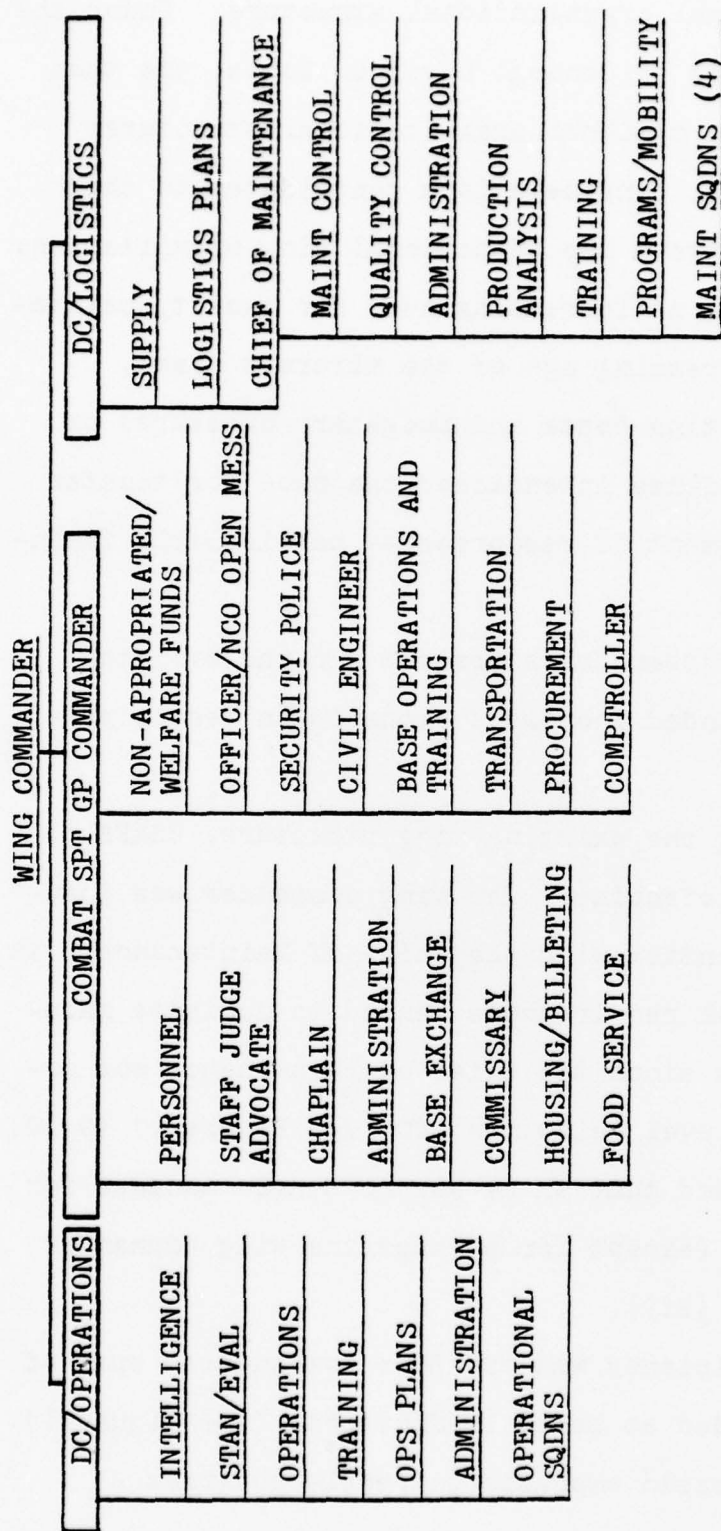 WING COMMANDER
DC/OPERATIONS
INTELLIGENCE
STAN/EVAL
OPERATIONS
TRAINING
OPS PLANS
ADMINISTRATION
OPERATIONAL
SQDNS
COMBAT SPT GP COMMANDER
PERSONNEL
STAFF JUDGE
ADVOCATE
CHAPLAIN
ADMINISTRATION
BASE EXCHANGE
COMMISSARY
HOUSING/BILLETING
FOOD SERVICE
NON-APPROPRIATED/
WELFARE FUNDS
OFFICER/NCO OPEN MESS
SECURITY POLICE
CIVIL ENGINEER
BASE OPERATIONS AND
TRAINING
TRANSPORTATION
PROCUREMENT
COMPTROLLER
DC/LOGISTICS
SUPPLY
LOGISTICS PLANS
CHIEF OF MAINTENANCE
MAINT CONTROL
QUALITY CONTROL
ADMINISTRATION
PRODUCTION
ANALYSIS
TRAINING
PROGRAMS/MOBILITY
MAINT SQDNS (4)